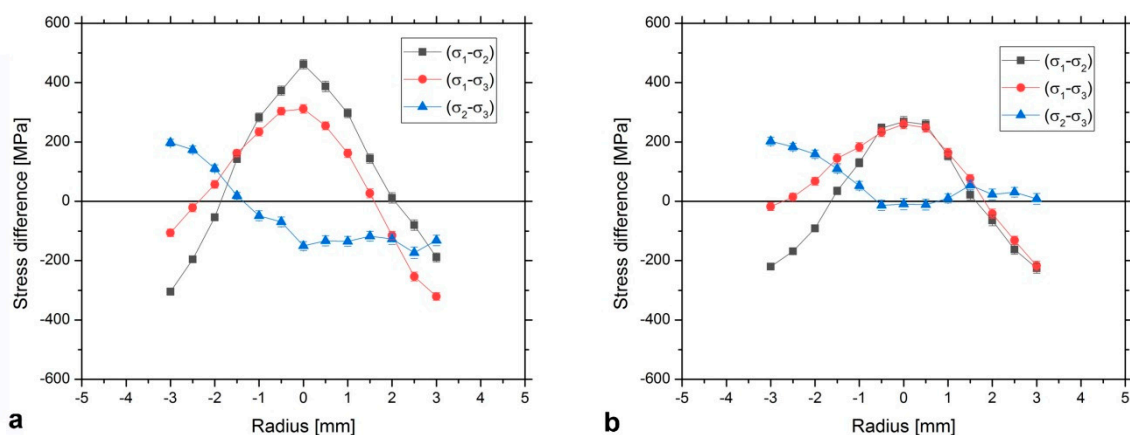 600
400
200
0
-200
-400
-600
-5 -4 -3 -2 -1 0 1 2 3 4 5
Stress difference [MPa]
Radius [mm]
(σ₁-σ₂)
(σ₁-σ₃)
(σ₂-σ₃)
a
600
400
200
0
-200
-400
-600
-5 -4 -3 -2 -1 0 1 2 3 4 5
Stress difference [MPa]
Radius [mm]
(σ₁-σ₂)
(σ₁-σ₃)
(σ₂-σ₃)
b